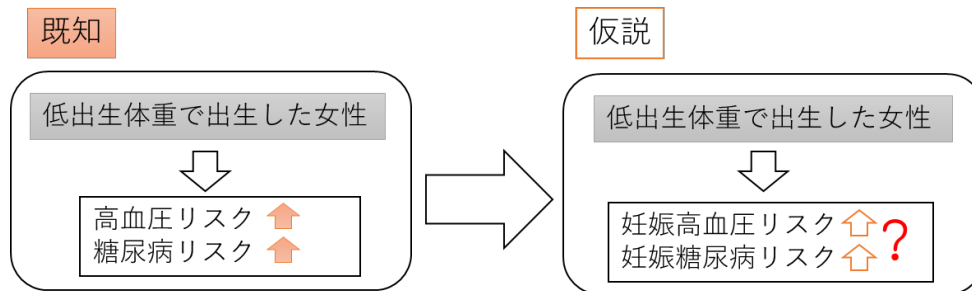 既知
低出生体重で出生した女性
高血圧リスク
糖尿病リスク
仮説
低出生体重で出生した女性
妊娠高血圧リスク
妊娠糖尿病リスク
?